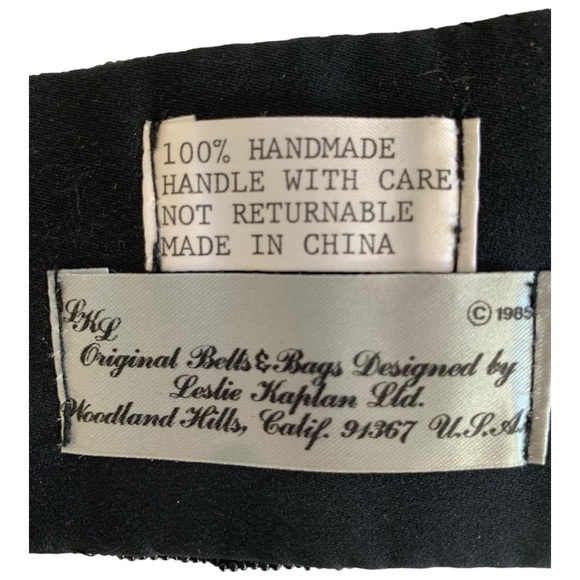 100% HANDMADE
HANDLE WITH CARE
NOT RETURNABLE
MADE IN CHINA
© 1985
LKL
Original Belts & Bags Designed by
Leslie Kaplan Ltd.
Woodland Hills, Calif. 91367 U.S.A.